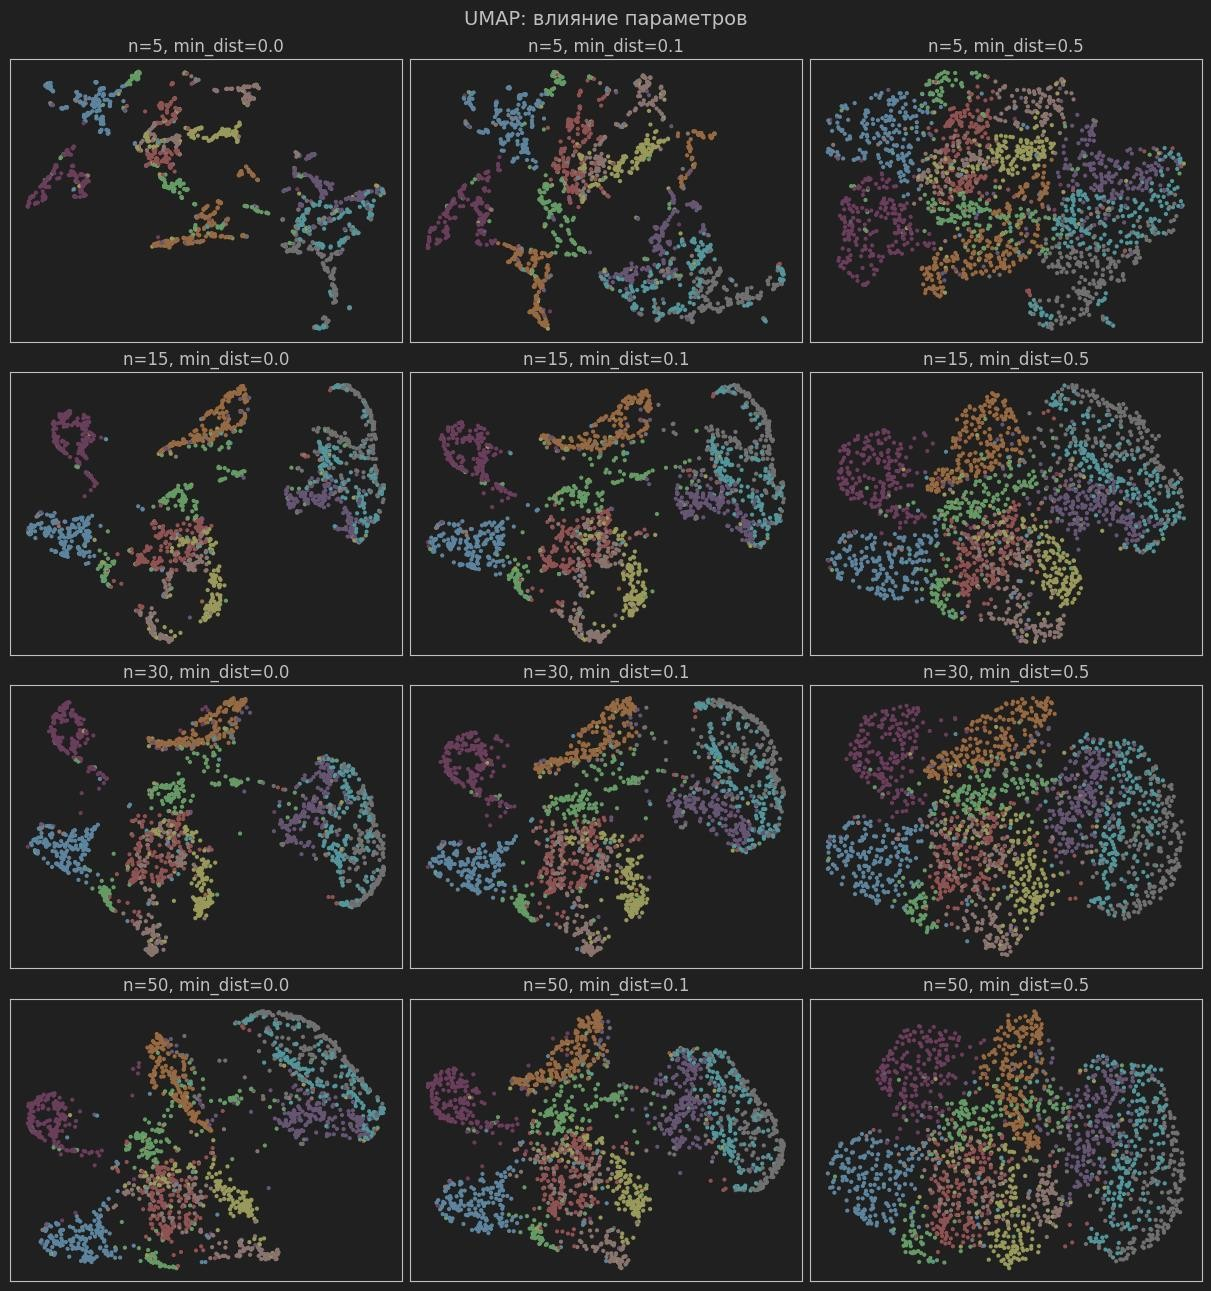 UMAP: влияние параметров
n=5, min_dist=0.0
n=5, min_dist=0.1
n=5, min_dist=0.5
n=15, min_dist=0.0
n=15, min_dist=0.1
n=15, min_dist=0.5
n=30, min_dist=0.0
n=30, min_dist=0.1
n=30, min_dist=0.5
n=50, min_dist=0.0
n=50, min_dist=0.1
n=50, min_dist=0.5